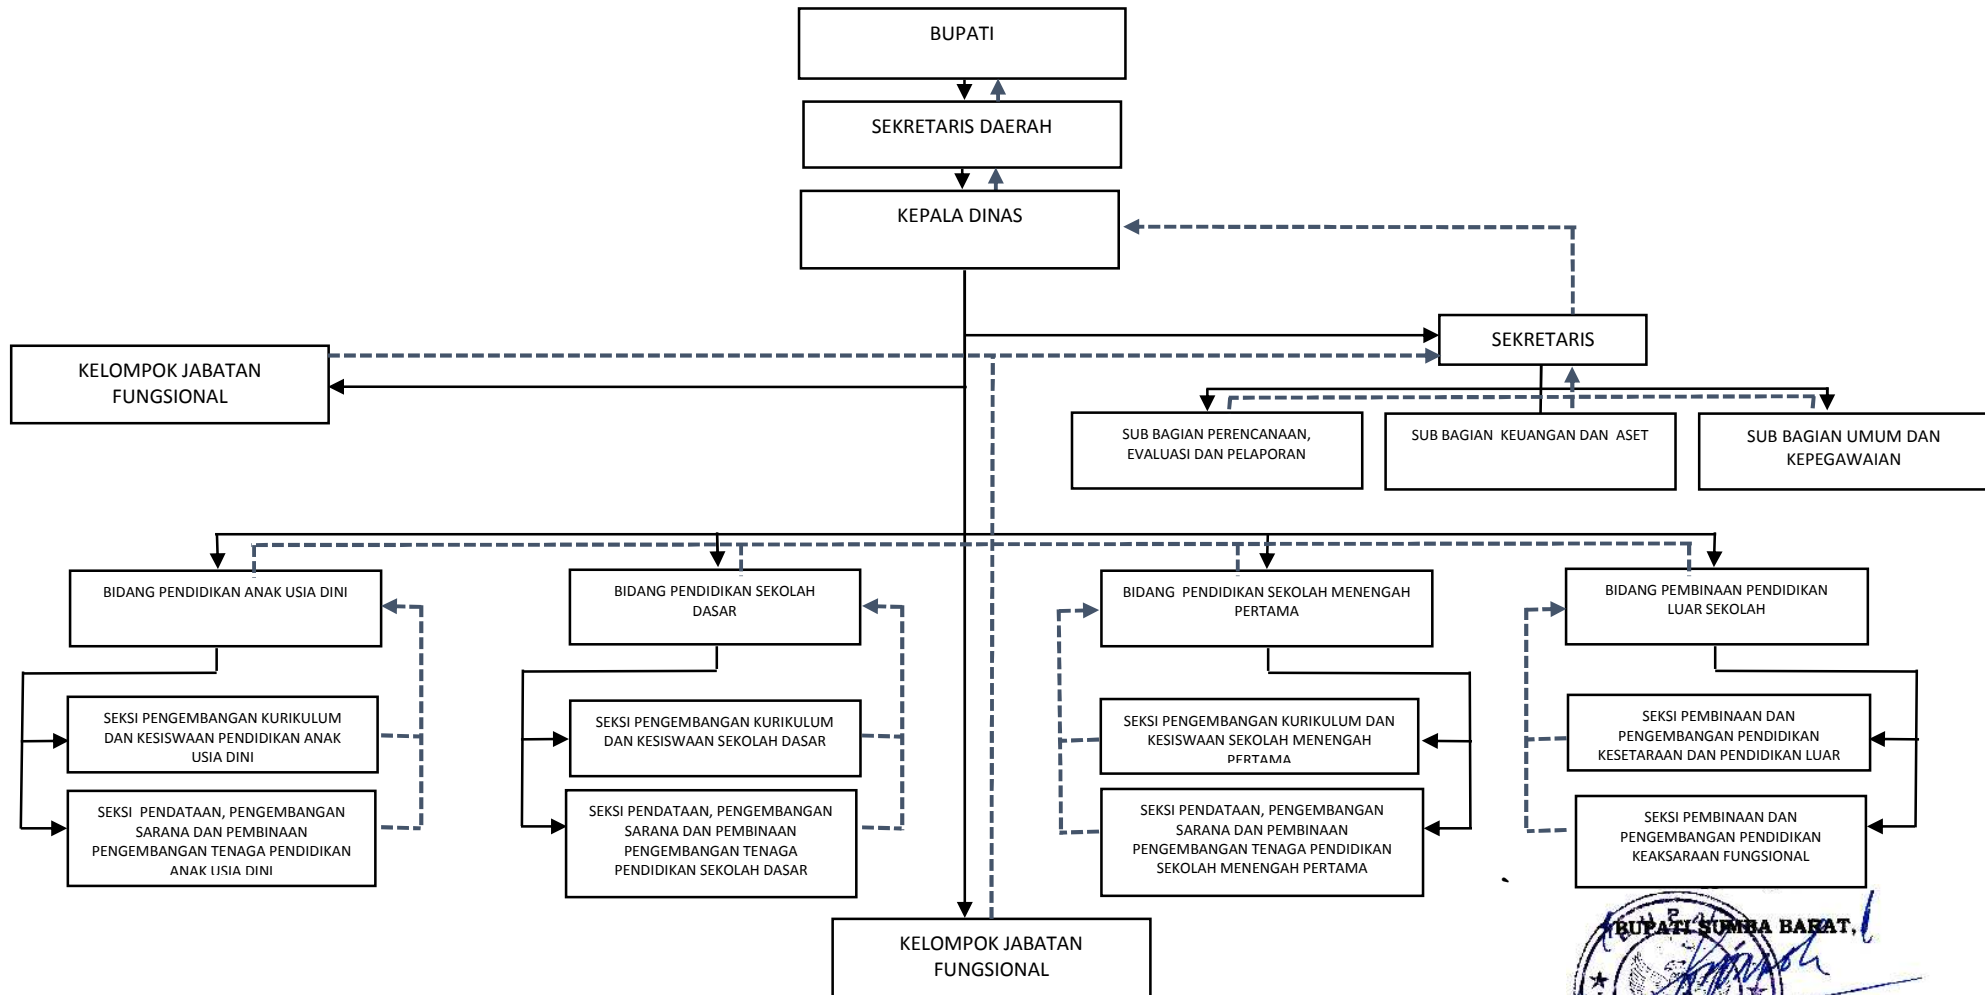 BUPATI
SEKRETARIS DAERAH
KEPALA DINAS
SEKRETARIS
KELOMPOK JABATAN
FUNGSIONAL
SUB BAGIAN PERENCANAAN,
EVALUASI DAN PELAPORAN
SUB BAGIAN KEUANGAN DAN ASET
SUB BAGIAN UMUM DAN
KEPEGAWAIAN
BIDANG PENDIDIKAN ANAK USIA DINI
BIDANG PENDIDIKAN SEKOLAH
DASAR
BIDANG PENDIDIKAN SEKOLAH MENENGAH
PERTAMA
BIDANG PEMBINAAN PENDIDIKAN
LUAR SEKOLAH
SEKSI PENGEMBANGAN KURIKULUM
DAN KESISWAAN PENDIDIKAN ANAK
USIA DINI
SEKSI PENGEMBANGAN KURIKULUM
DAN KESISWAAN SEKOLAH DASAR
SEKSI PENGEMBANGAN KURIKULUM DAN
KESISWAAN SEKOLAH MENENGAH
PERTAMA
SEKSI PEMBINAAN DAN
PENGEMBANGAN PENDIDIKAN
KESETARAAN DAN PENDIDIKAN LUAR
SEKSI PENDATAAN, PENGEMBANGAN
SARANA DAN PEMBINAAN
PENGEMBANGAN TENAGA PENDIDIKAN
ANAK USIA DINI
SEKSI PENDATAAN, PENGEMBANGAN
SARANA DAN PEMBINAAN
PENGEMBANGAN TENAGA
PENDIDIKAN SEKOLAH DASAR
SEKSI PENDATAAN, PENGEMBANGAN
SARANA DAN PEMBINAAN
PENGEMBANGAN TENAGA PENDIDIKAN
SEKOLAH MENENGAH PERTAMA
SEKSI PEMBINAAN DAN
PENGEMBANGAN PENDIDIKAN
KEAKSARAAN FUNGSIONAL
KELOMPOK JABATAN
FUNGSIONAL
BUPATI SUMBA BARAT,